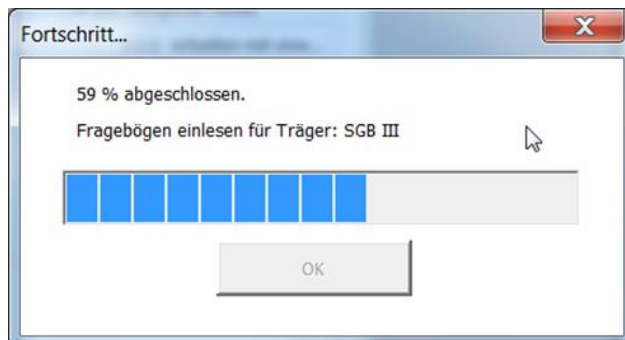 Fortschritt...
59 % abgeschlossen.
Fragebögen einlesen für Träger: SGB III
OK